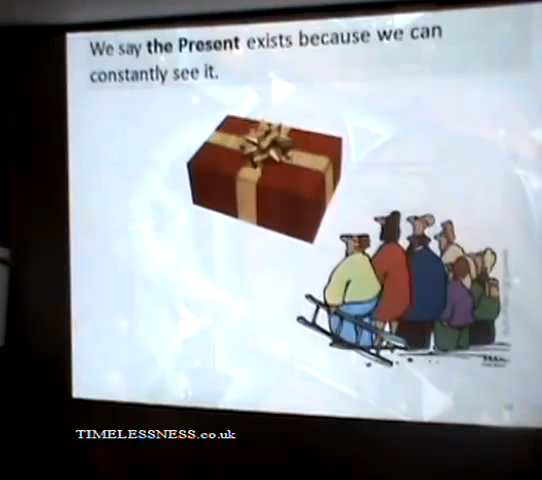 We say the Present exists because we can
constantly see it.
TIMELESSNESS.co.uk